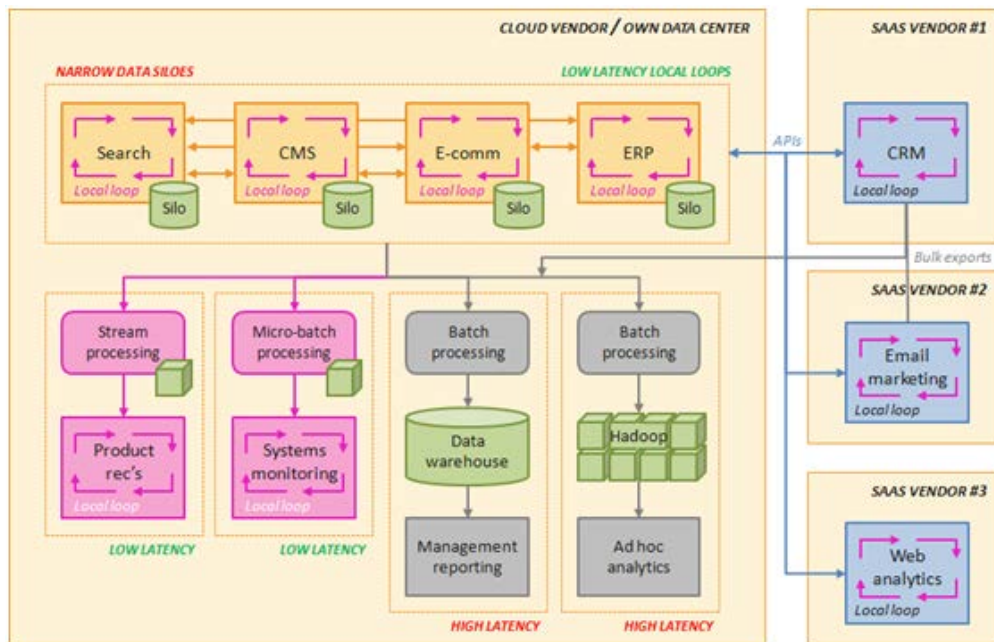 CLOUD VENDOR / OWN DATA CENTER
SAAS VENDOR #1
NARROW DATA SILOES
LOW LATENCY LOCAL LOOPS
Search
Local loop
Silo
CMS
Local loop
Silo
E-comm
Local loop
Silo
ERP
Local loop
Silo
APIs
CRM
Local loop
Bulk exports
SAAS VENDOR #2
Email
marketing
Local loop
SAAS VENDOR #3
Web
analytics
Local loop
Stream
processing
Product
rec's
Local loop
LOW LATENCY
Micro-batch
processing
Systems
monitoring
Local loop
LOW LATENCY
Batch
processing
Data
warehouse
Management
reporting
HIGH LATENCY
Batch
processing
Hadoop
Ad hoc
analytics
HIGH LATENCY